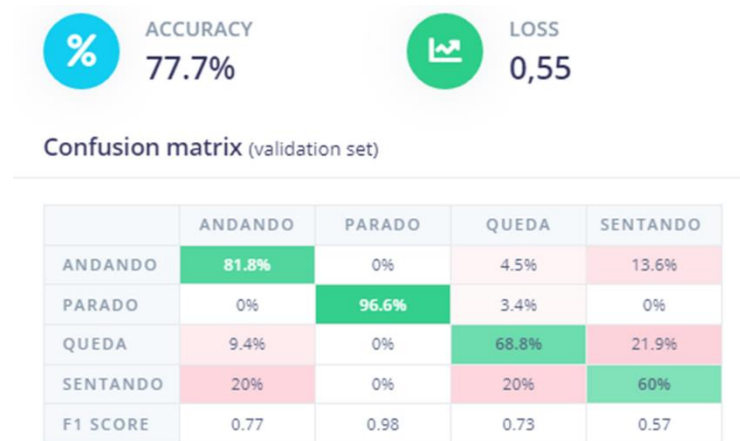 ACCURACY
%
77.7%
LOSS
0,55
Confusion matrix (validation set)
ANDANDO PARADO QUEDA SENTANDO
ANDANDO 81.8% 0% 4.5% 13.6%
PARADO 0% 96.6% 3.4% 0%
QUEDA 9.4% 0% 68.8% 21.9%
SENTANDO 20% 0% 20% 60%
F1 SCORE 0.77 0.98 0.73 0.57